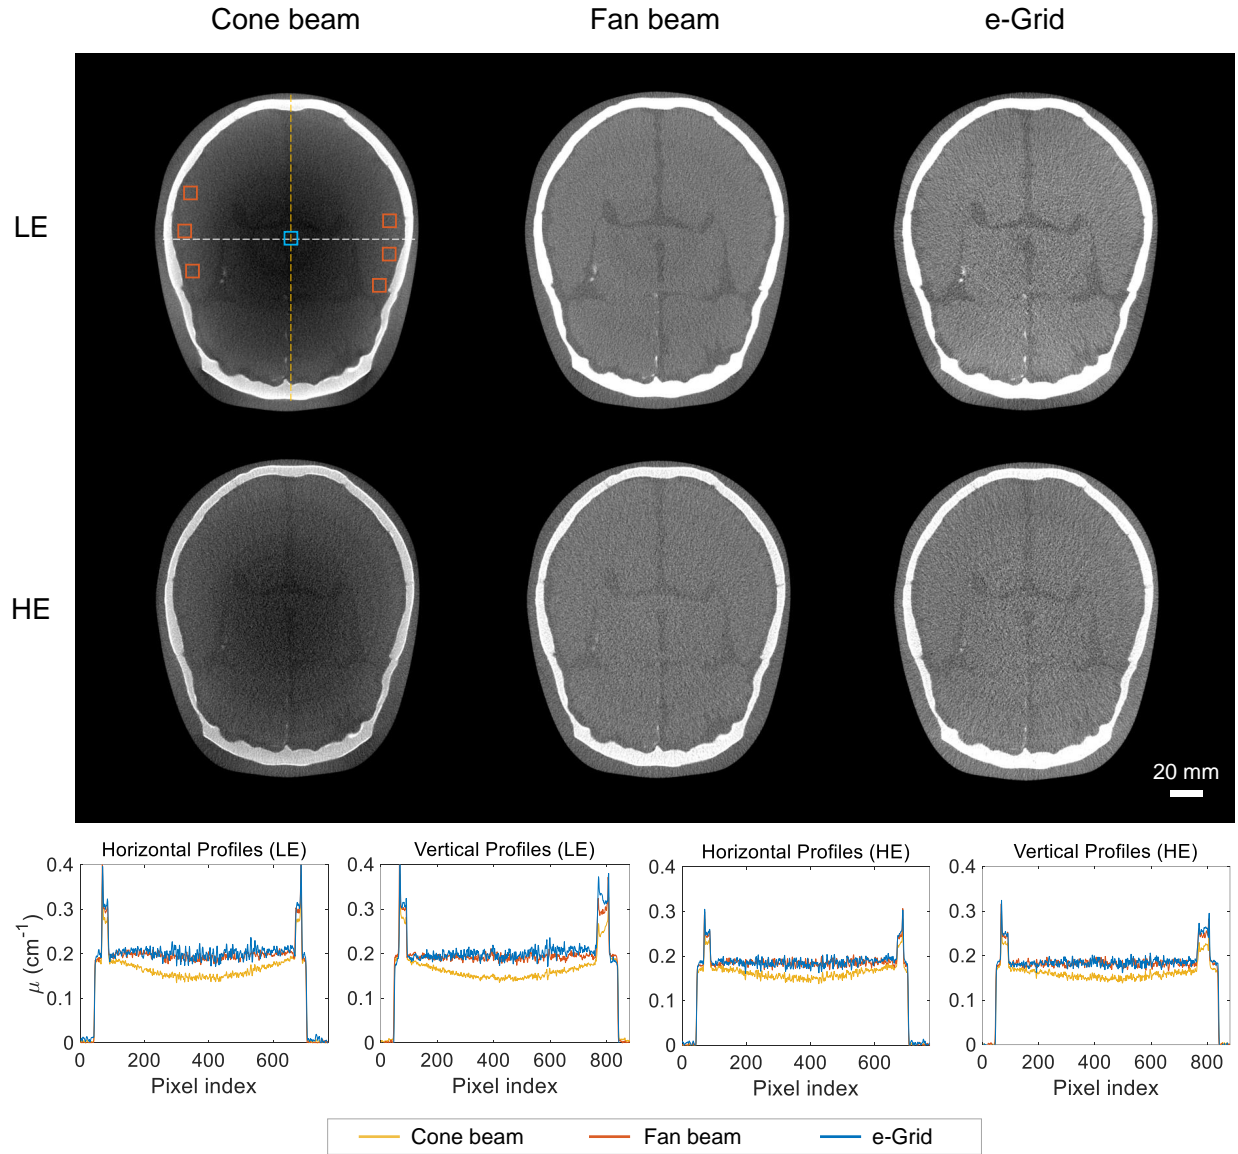 Cone beam Fan beam e-Grid
LE
HE
20 mm
Horizontal Profiles (LE) Vertical Profiles (LE) Horizontal Profiles (HE) Vertical Profiles (HE)
0.4 0.4 0.4 0.4
0.3 0.3 0.3 0.3
0.2 0.2 0.2 0.2
0.1 0.1 0.1 0.1
0 0 0 0
μ (cm⁻¹)
0 200 400 600 0 200 400 600 800 0 200 400 600 0 200 400 600 800
Pixel index Pixel index Pixel index Pixel index
Cone beam Fan beam e-Grid